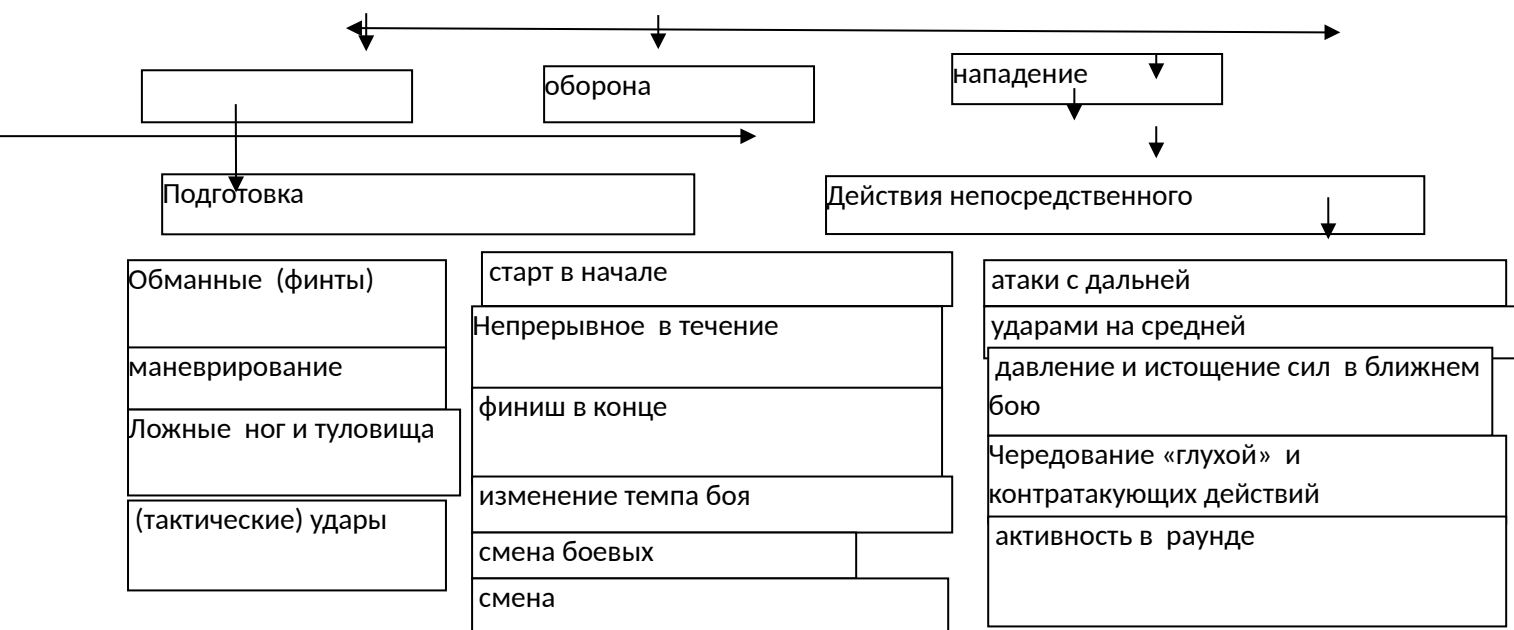 оборона
нападение
Подготовка
Действия непосредственного
Обманные (финты)
маневрирование
Ложные ног и туловища
(тактические) удары
старт в начале
Непрерывное в течение
финиш в конце
изменение темпа боя
смена боевых
смена
атаки с дальней
ударами на средней
давление и истощение сил в ближнем
бою
Чередование «глухой» и
контратакующих действий
активность в раунде